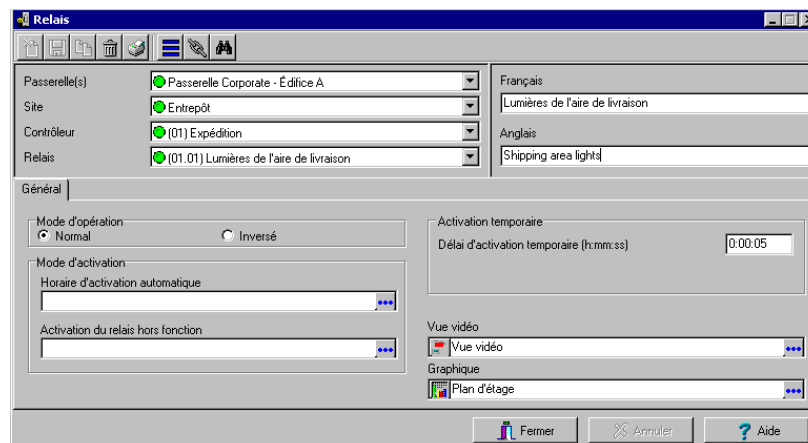 Relais
Passerelle(s)
Passerelle Corporate - Édifice A
Site
Entrepôt
Contrôleur
(01) Expédition
Relais
(01.01) Lumières de l'aire de livraison
Français
Lumières de l'aire de livraison
Anglais
Shipping area lights
Général
Mode d'opération
Normal
Inversé
Mode d'activation
Horaire d'activation automatique
Activation du relais hors fonction
Activation temporaire
Délai d'activation temporaire (h:mm:ss)
0:00:05
Vue vidéo
Vue vidéo
Graphique
Plan d'étage
Fermer
Annuler
? Aide